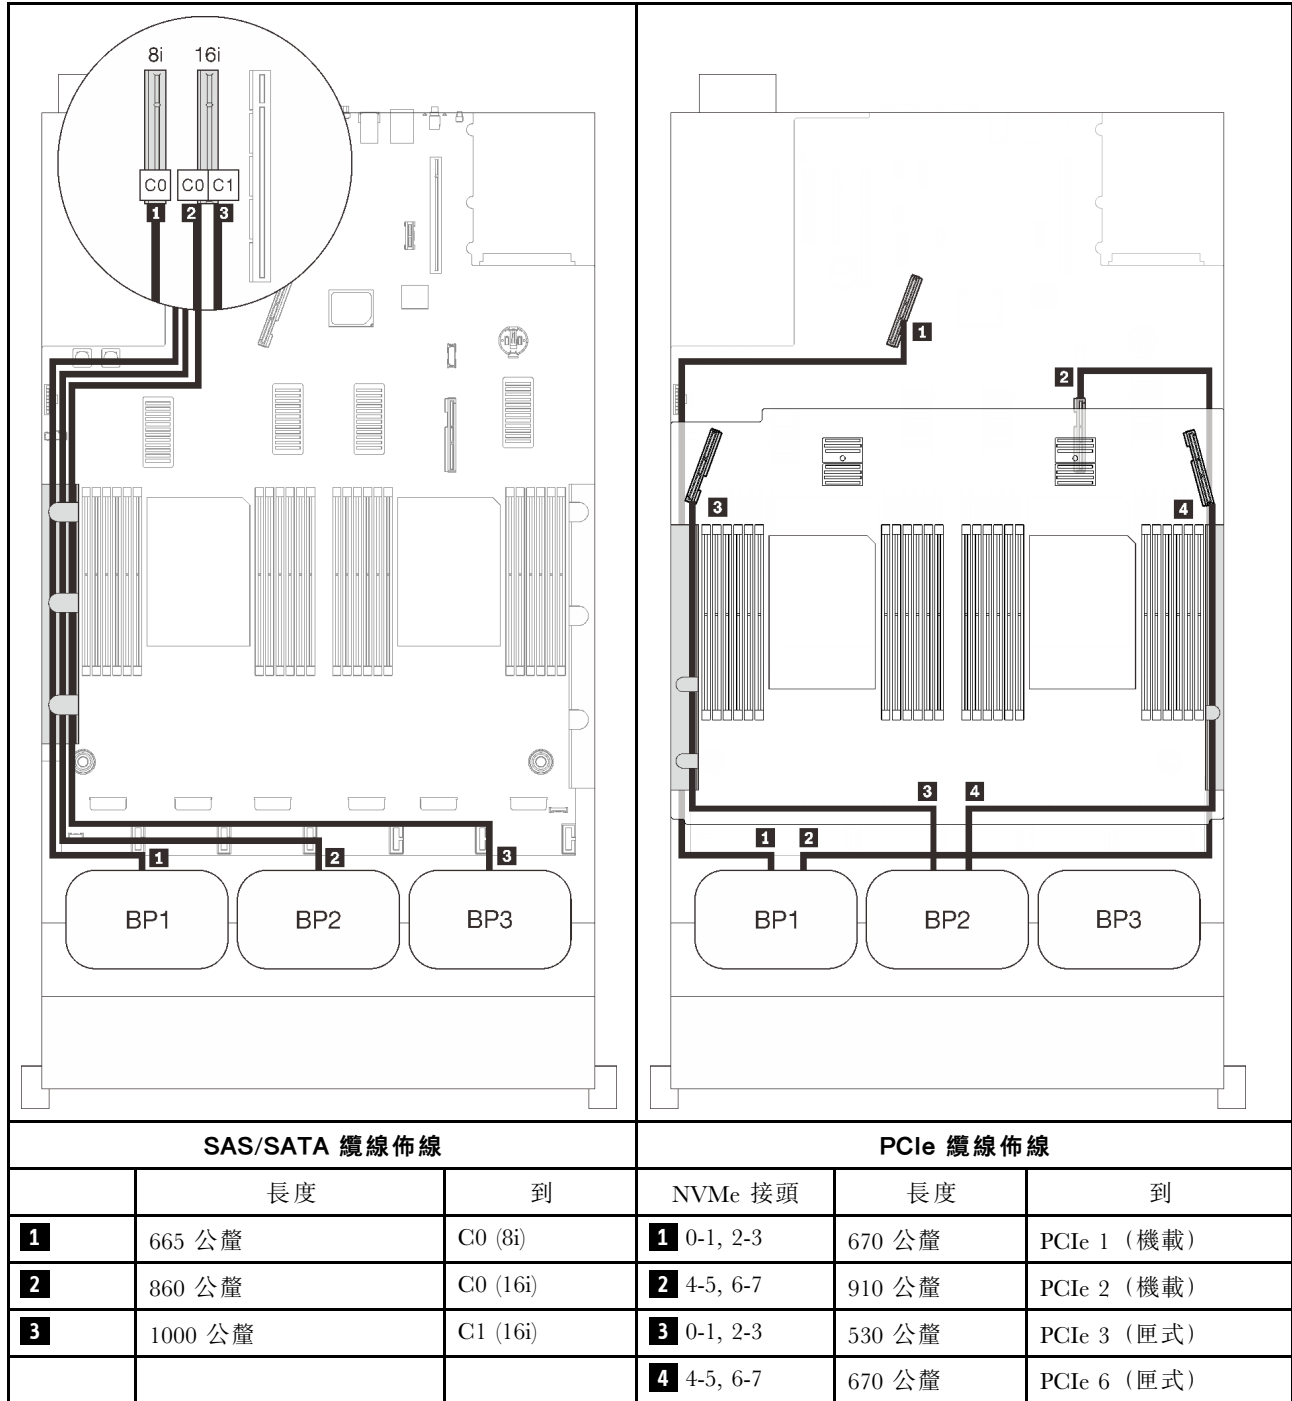 8i 16i
C0 C0 C1
1 2 3
1 2 3
BP1 BP2 BP3
1
2
3 4
3 4
1 2
BP1 BP2 BP3
SAS/SATA 纜線佈線 PCIe 纜線佈線
長度 到 NVMe 接頭 長度 到
1 665 公釐 C0 (8i) 1 0-1, 2-3 670 公釐 PCIe 1（機載）
2 860 公釐 C0 (16i) 2 4-5, 6-7 910 公釐 PCIe 2（機載）
3 1000 公釐 C1 (16i) 3 0-1, 2-3 530 公釐 PCIe 3（匣式）
4 4-5, 6-7 670 公釐 PCIe 6（匣式）